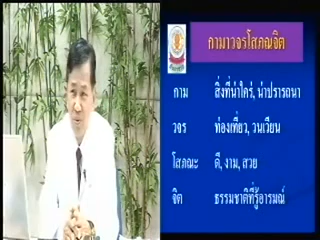 กามาวจรโสภณจิต
กาม สิ่งที่น่าใคร่, น่าปรารถนา
วจร ท่องเที่ยว, วนเวียน
โสภณะ ดี, งาม, สวย
จิต ธรรมชาติที่รู้อารมณ์